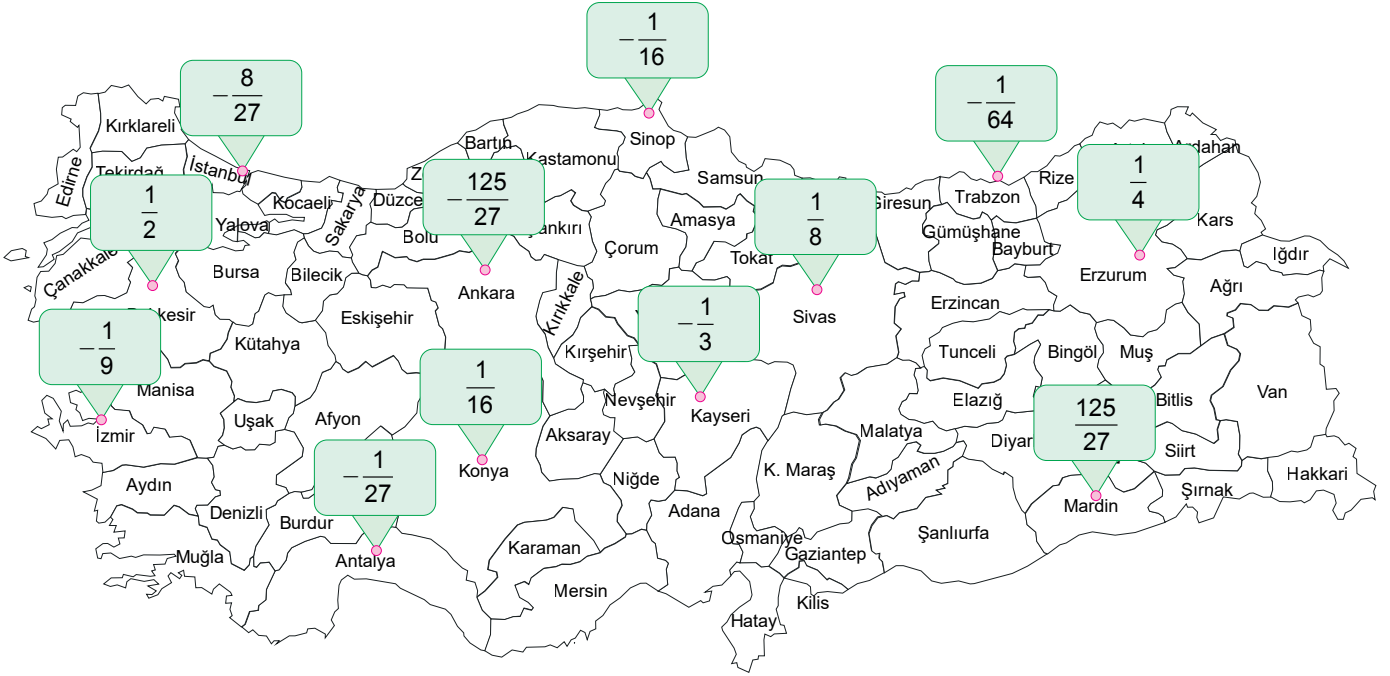 −1/16
−8/27
−1/64
Kırklareli
Bartın
Sinop
Kastamonu
Ardahan
Edirne
Tekirdağ
İstanbul
Samsun
Rize
1/4
1/2
Kocaeli
Sakarya
Düzce
−125/27
1/8
Giresun
Trabzon
Amasya
Kars
Yalova
Bolu
Çorum
Gümüşhane
Bayburt
Tokat
Iğdır
Çanakkale
Bursa
Bilecik
Ankara
Erzurum
Ağrı
Kırıkkale
Erzincan
Eskişehir
Sivas
−1/9
Kütahya
−1/3
Kırşehir
Tunceli
Bingöl
Muş
Manisa
1/16
Nevşehir
Elazığ
Bitlis
Van
Uşak
Afyon
Kayseri
125/27
İzmir
Aksaray
Malatya
Siirt
−1/27
Konya
K. Maraş
Adıyaman
Hakkari
Aydın
Niğde
Şırnak
Denizli
Burdur
Adana
Mardin
Muğla
Antalya
Karaman
Osmaniye
Gaziantep
Şanlıurfa
Mersin
Kilis
Hatay